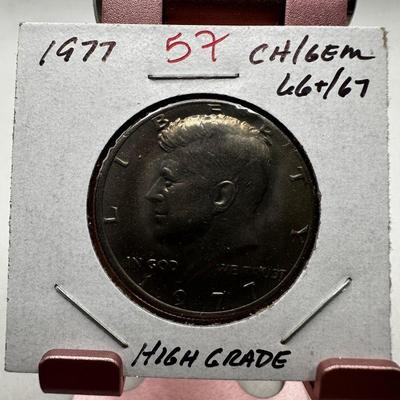 1977 57 CH/GEM
66+/67
LIBERTY
IN GOD WE TRUST
1977
HIGH GRADE